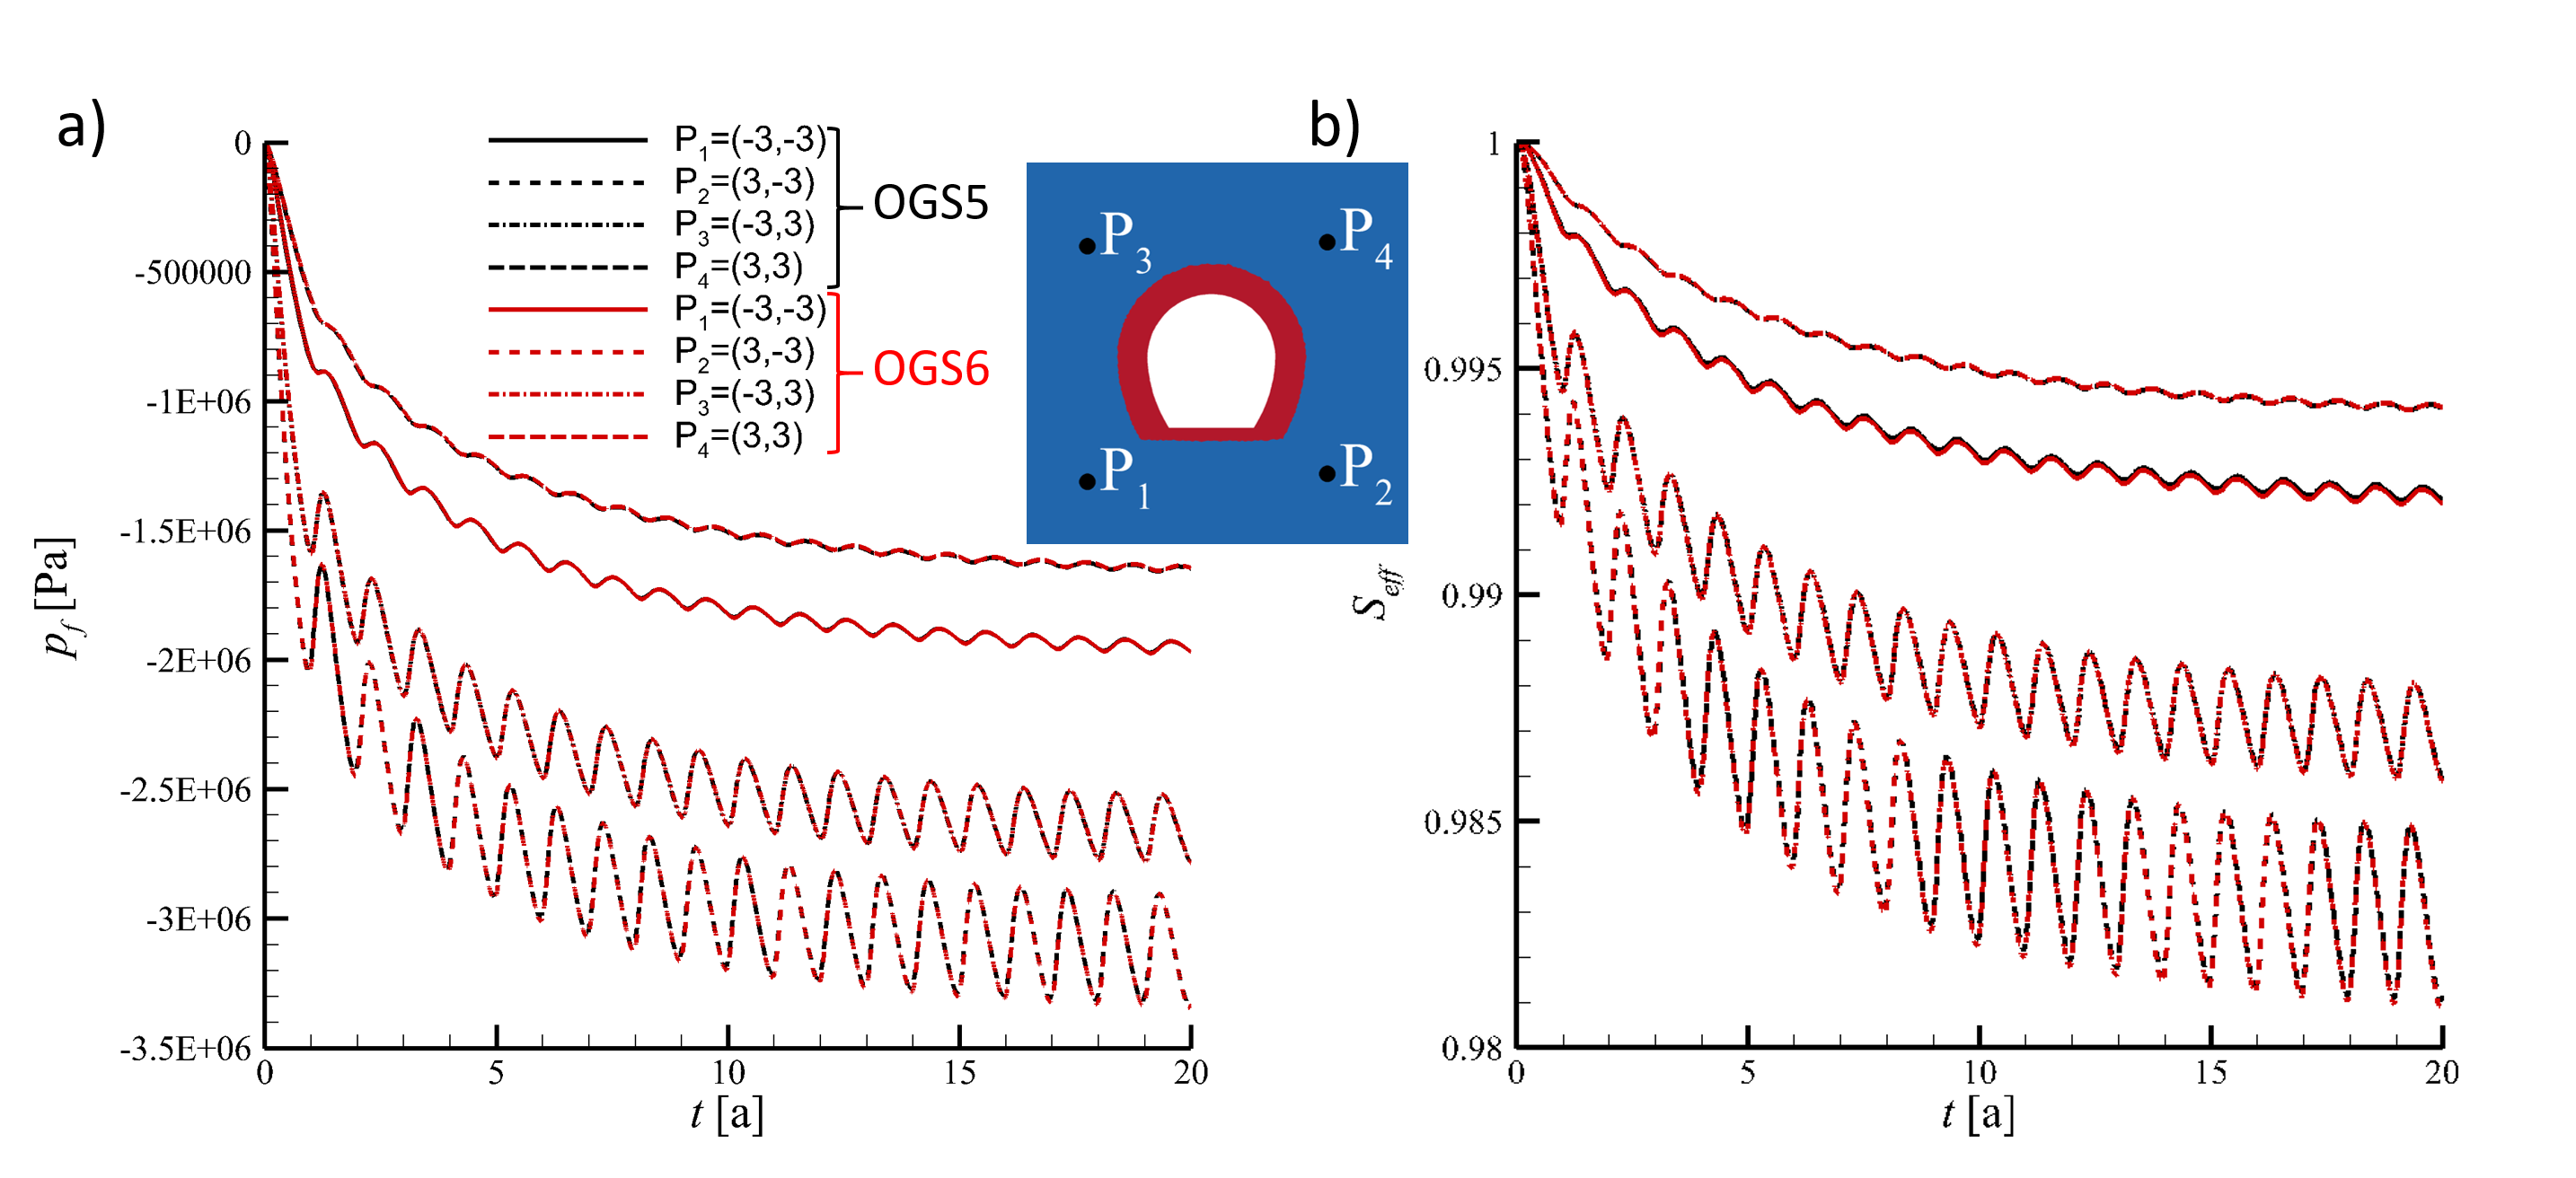 a)
0
-500000
-1E+06
-1.5E+06
-2E+06
-2.5E+06
-3E+06
-3.5E+06
p_f [Pa]
0 5 10 15 20
t [a]
P1=(-3,-3)
P2=(3,-3)
P3=(-3,3)
P4=(3,3)
OGS5
P1=(-3,-3)
P2=(3,-3)
P3=(-3,3)
P4=(3,3)
OGS6
P3
P4
P1
P2
b)
1
0.995
0.99
0.985
0.98
S_eff
0 5 10 15 20
t [a]